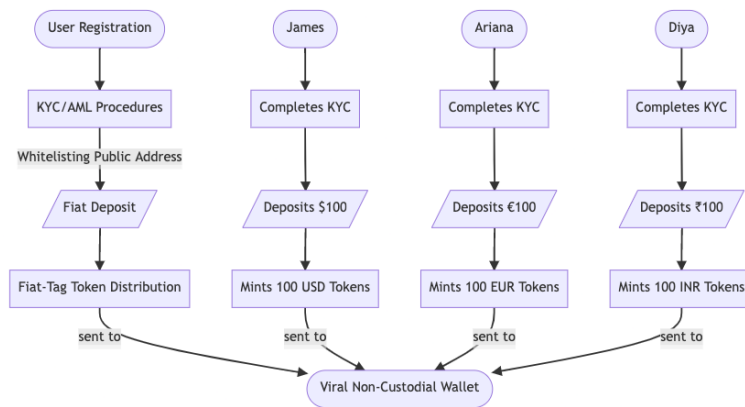 User Registration
James
Ariana
Diya
KYC/AML Procedures
Completes KYC
Completes KYC
Completes KYC
Whitelisting Public Address
Fiat Deposit
Deposits $100
Deposits €100
Deposits ₹100
Fiat-Tag Token Distribution
Mints 100 USD Tokens
Mints 100 EUR Tokens
Mints 100 INR Tokens
sent to
sent to
sent to
sent to
Viral Non-Custodial Wallet